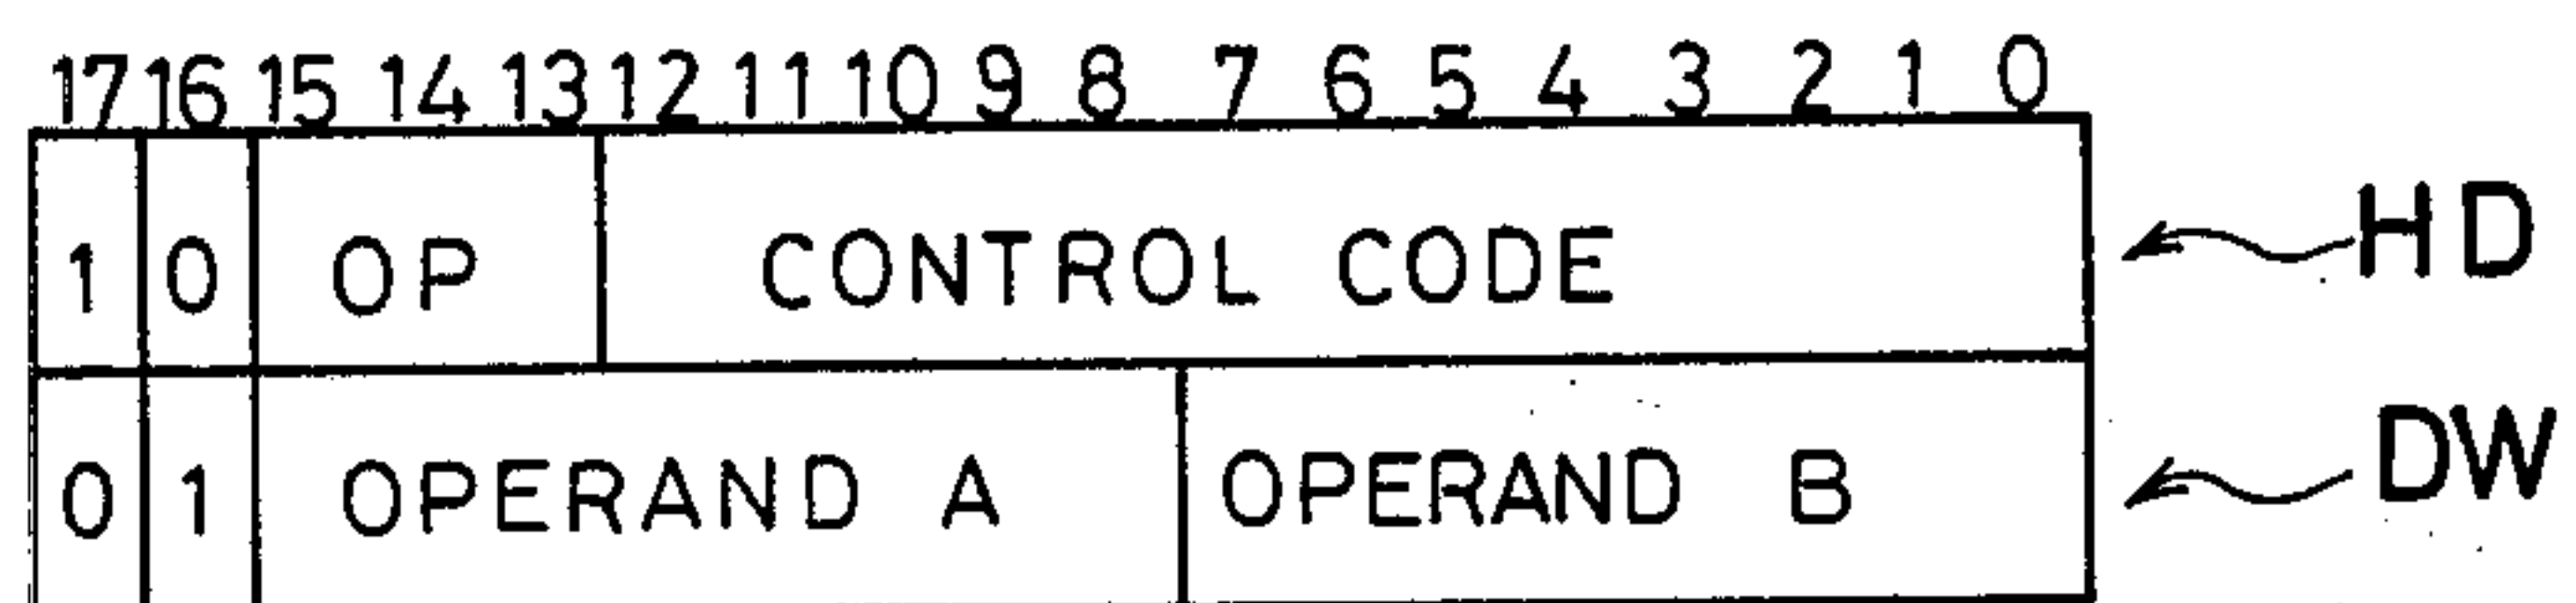 17 16 15 14 13 12 11 10 9 8 7 6 5 4 3 2 1 0
1 0 OP CONTROL CODE HD
0 1 OPERAND A OPERAND B DW